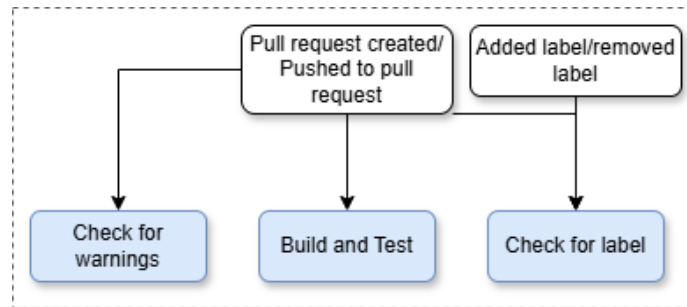 Pull request created/
Pushed to pull
request
Added label/removed
label
Check for
warnings
Build and Test
Check for label